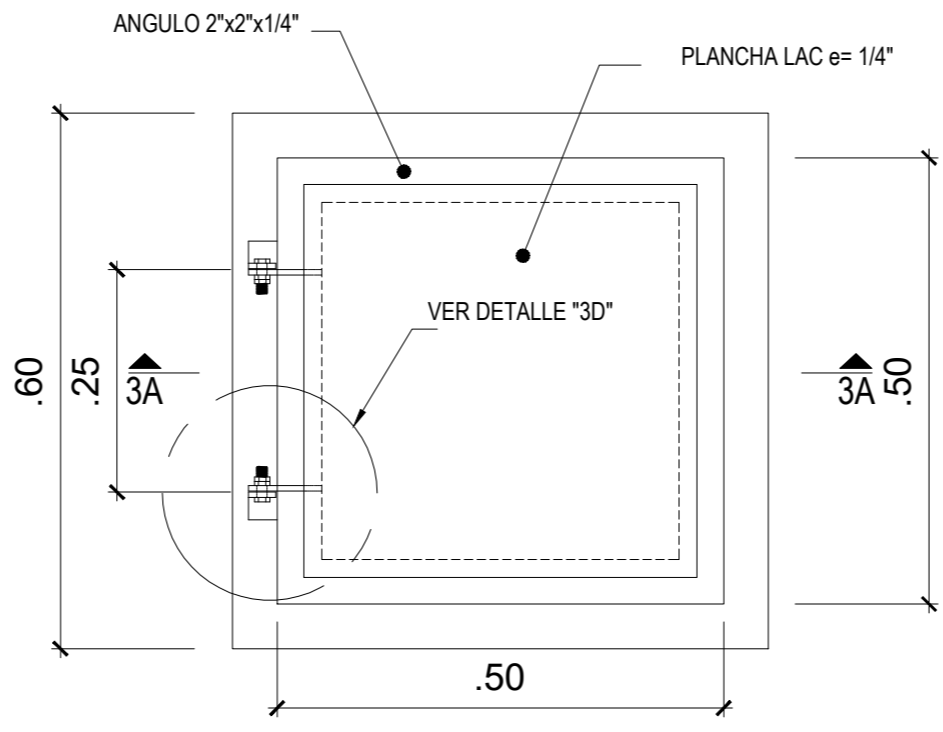 ANGULO 2"x2"x1/4"
PLANCHA LAC e= 1/4"
VER DETALLE "3D"
.60
.25
3A
3A
.50
.50